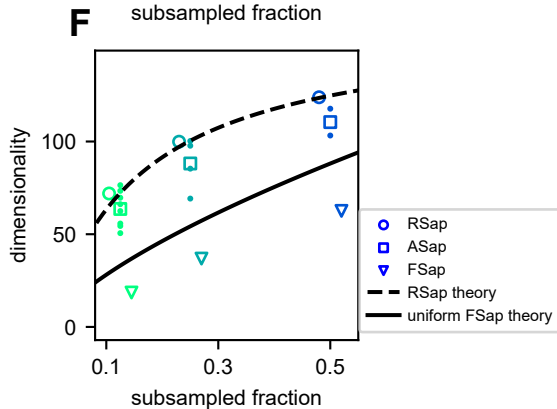 subsampled fraction
F
dimensionality
100
50
0
0.1 0.3 0.5
subsampled fraction
RSap
ASap
FSap
RSap theory
uniform FSap theory